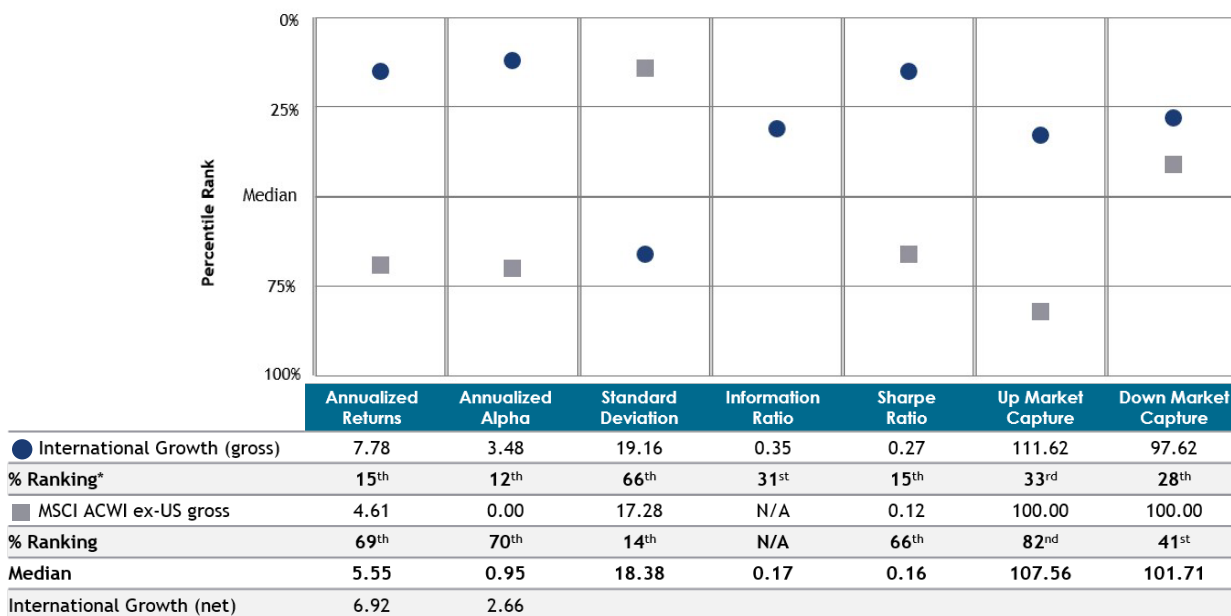 0%
25%
Median
75%
100%
Percentile Rank
Annualized Returns Annualized Alpha Standard Deviation Information Ratio Sharpe Ratio Up Market Capture Down Market Capture
International Growth (gross) 7.78 3.48 19.16 0.35 0.27 111.62 97.62
% Ranking* 15th 12th 66th 31st 15th 33rd 28th
MSCI ACWI ex-US gross 4.61 0.00 17.28 N/A 0.12 100.00 100.00
% Ranking 69th 70th 14th N/A 66th 82nd 41st
Median 5.55 0.95 18.38 0.17 0.16 107.56 101.71
International Growth (net) 6.92 2.66